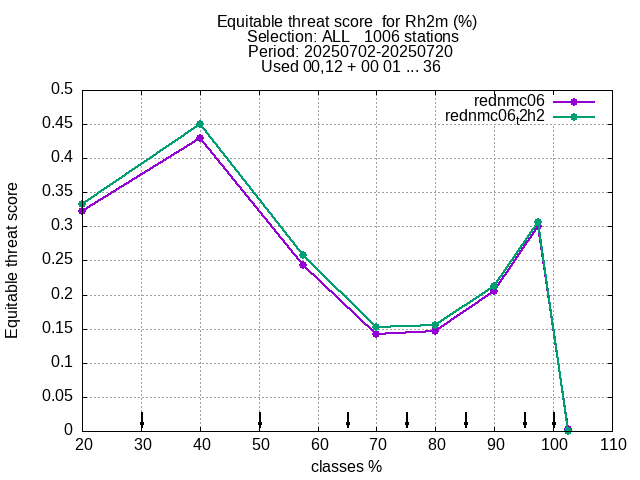 Equitable threat score  for Rh2m (%)
Selection: ALL   1006 stations
Period: 20250702-20250720
Used 00,12 + 00 01 ... 36
rednmc06
rednmc06,2h2
0.5
0.45
0.4
0.35
0.3
0.25
0.2
0.15
0.1
0.05
0
Equitable threat score
20 30 40 50 60 70 80 90 100 110
classes %